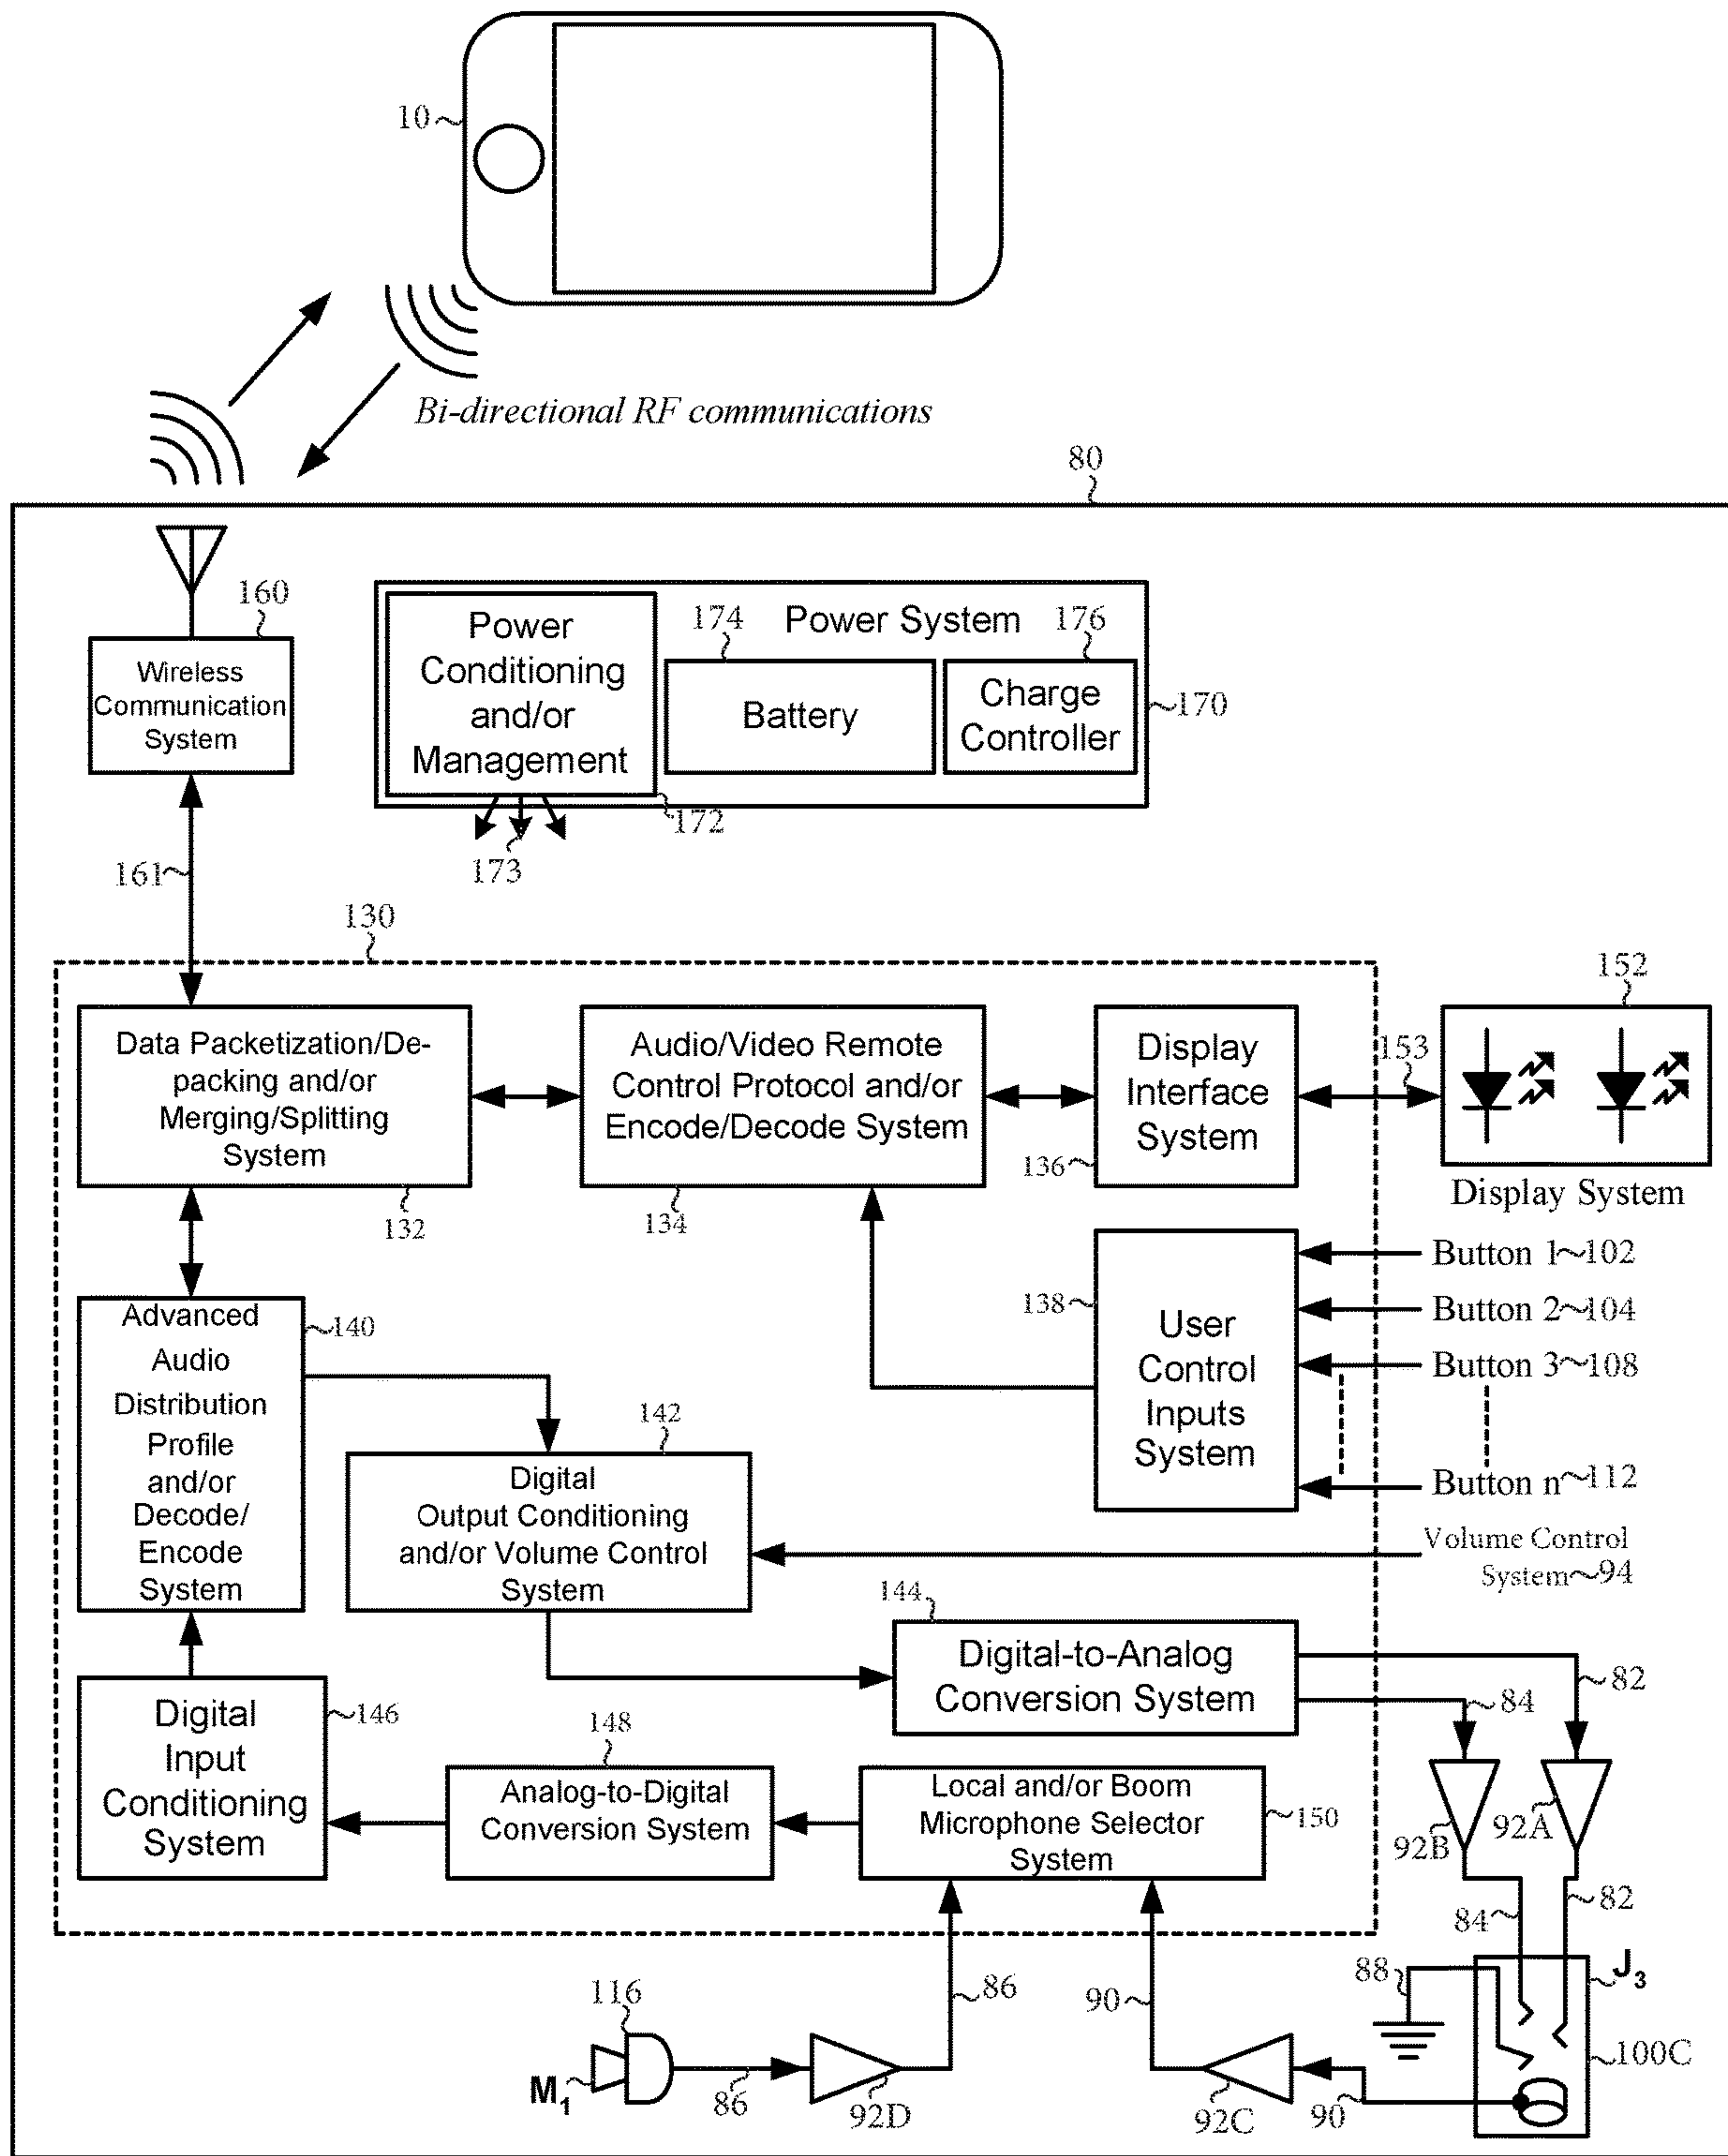 10
Bi-directional RF communications
80
160
Wireless
Communication
System
Power
Conditioning
and/or
Management
Power System
174
Battery
176
Charge
Controller
170
172
173
161
130
Data Packetization/De-
packing and/or
Merging/Splitting
System
132
Audio/Video Remote
Control Protocol and/or
Encode/Decode System
134
Display
Interface
System
136
153
152
Display System
138
User
Control
Inputs
System
Button 1~102
Button 2~104
Button 3~108
Button n~112
Volume Control
System~94
Advanced
Audio
Distribution
Profile
and/or
Decode/
Encode
System
140
142
Digital
Output Conditioning
and/or Volume Control
System
144
Digital-to-Analog
Conversion System
82
84
Digital
Input
Conditioning
System
146
148
Analog-to-Digital
Conversion System
Local and/or Boom
Microphone Selector
System
150
92B
92A
84
82
88
J3
100C
116
M1
86
92D
86
90
92C
90